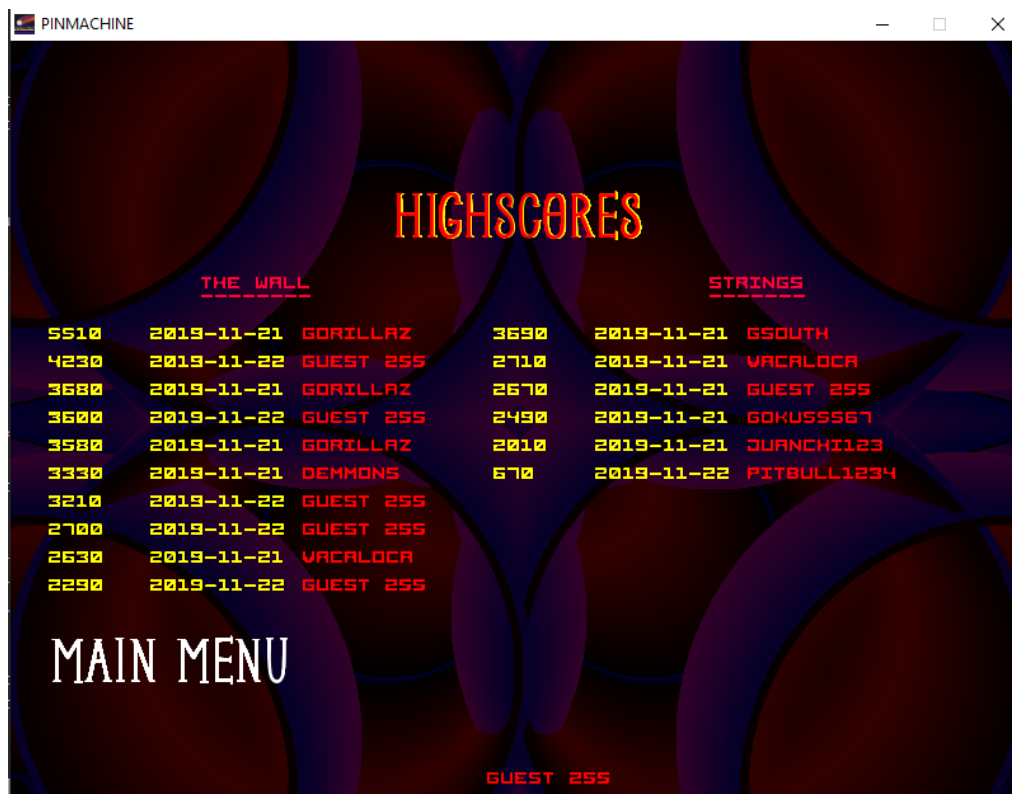 PINMACHINE
HIGHSCORES
THE WALL
5510 2019-11-21 GORILLAZ
4230 2019-11-22 GUEST 255
3680 2019-11-21 GORILLAZ
3600 2019-11-22 GUEST 255
3580 2019-11-21 GORILLAZ
3330 2019-11-21 DEMMONS
3210 2019-11-22 GUEST 255
2700 2019-11-22 GUEST 255
2630 2019-11-21 VACALOCA
2290 2019-11-22 GUEST 255
STRINGS
3690 2019-11-21 GSOUTH
2710 2019-11-21 VACALOCA
2670 2019-11-21 GUEST 255
2490 2019-11-21 GOKU55567
2010 2019-11-21 JUANCHI123
670 2019-11-22 PITBULL1234
MAIN MENU
GUEST 255